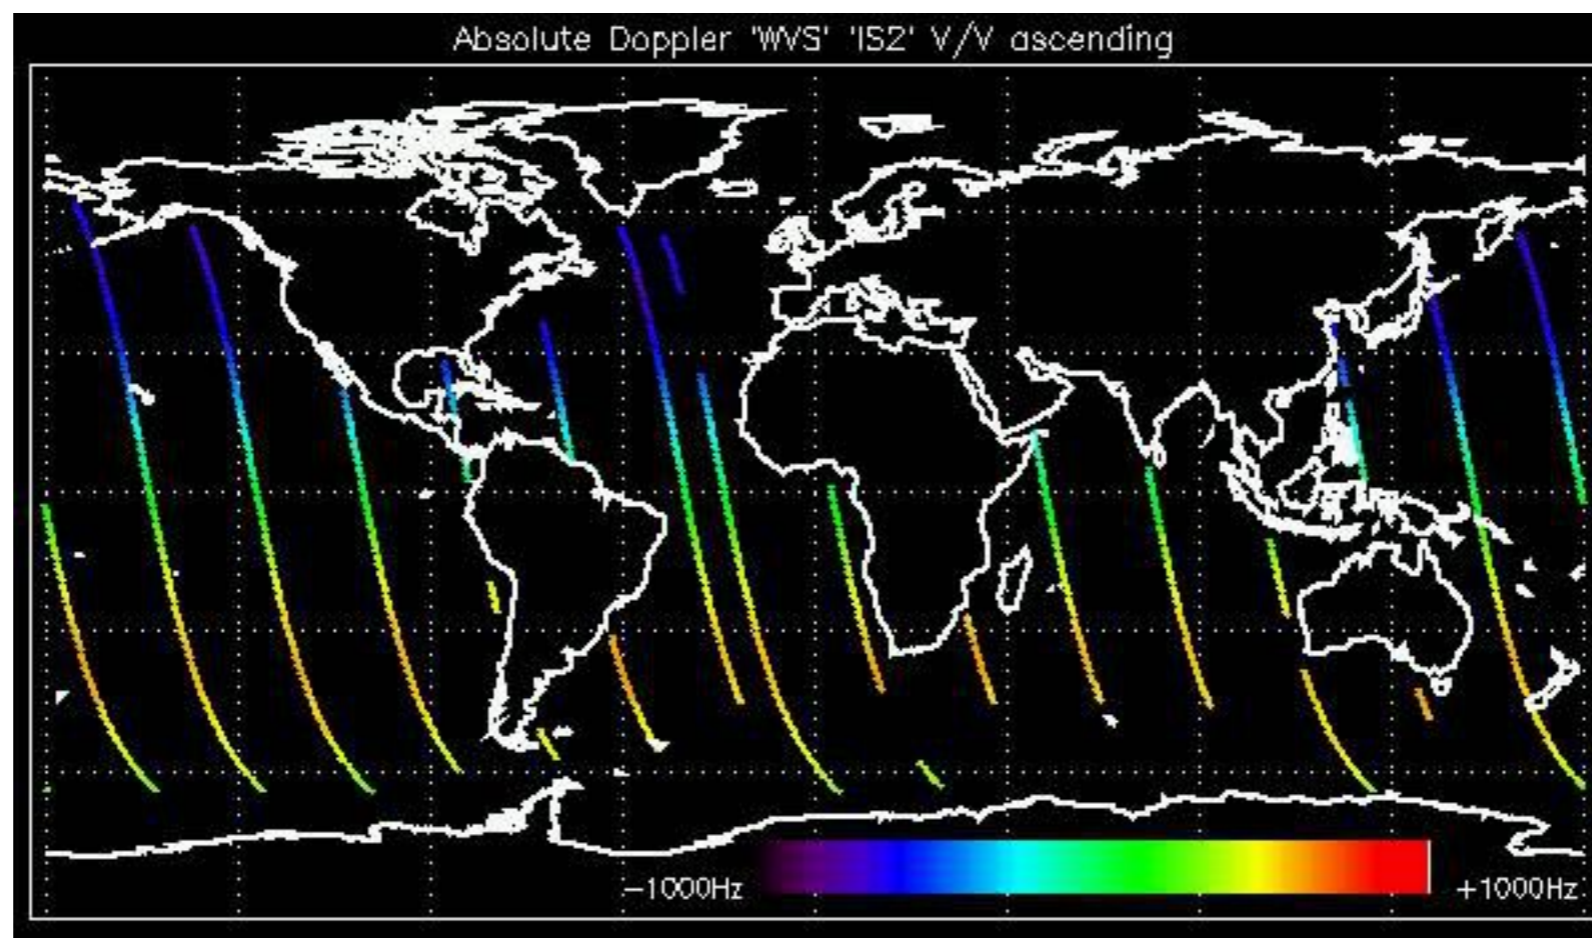 Absolute Doppler 'WVS' 'IS2' V/V ascending
-1000Hz +1000Hz